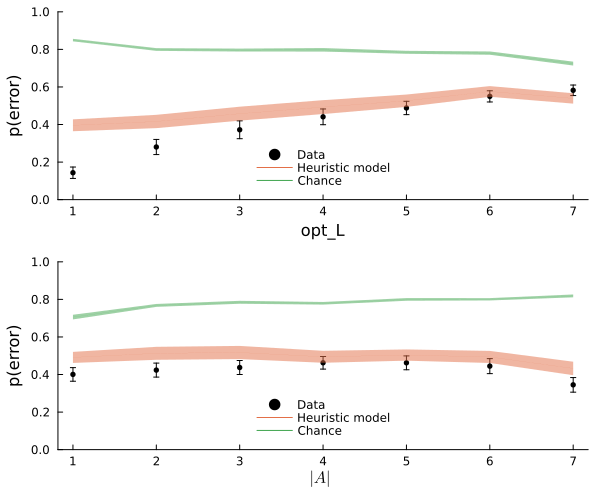 1.0
0.8
0.6
0.4
0.2
0.0
p(error)
Data
Heuristic model
Chance
1 2 3 4 5 6 7
opt_L
1.0
0.8
0.6
0.4
0.2
0.0
p(error)
Data
Heuristic model
Chance
1 2 3 4 5 6 7
|A|